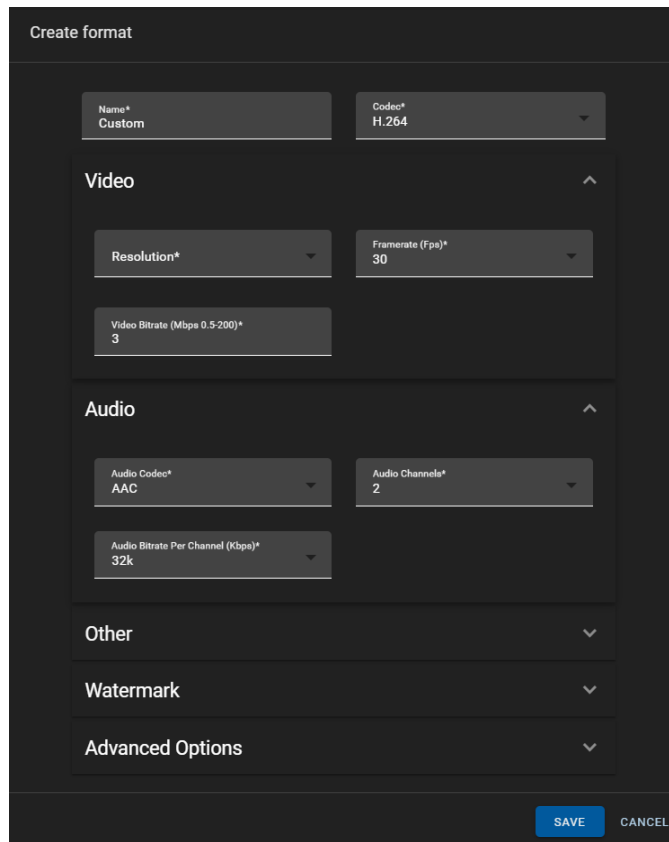 Create format
Name*
Custom
Codec*
H.264
Video
Resolution*
Framerate (Fps)*
30
Video Bitrate (Mbps 0.5-200)*
3
Audio
Audio Codec*
AAC
Audio Channels*
2
Audio Bitrate Per Channel (Kbps)*
32k
Other
Watermark
Advanced Options
SAVE
CANCEL